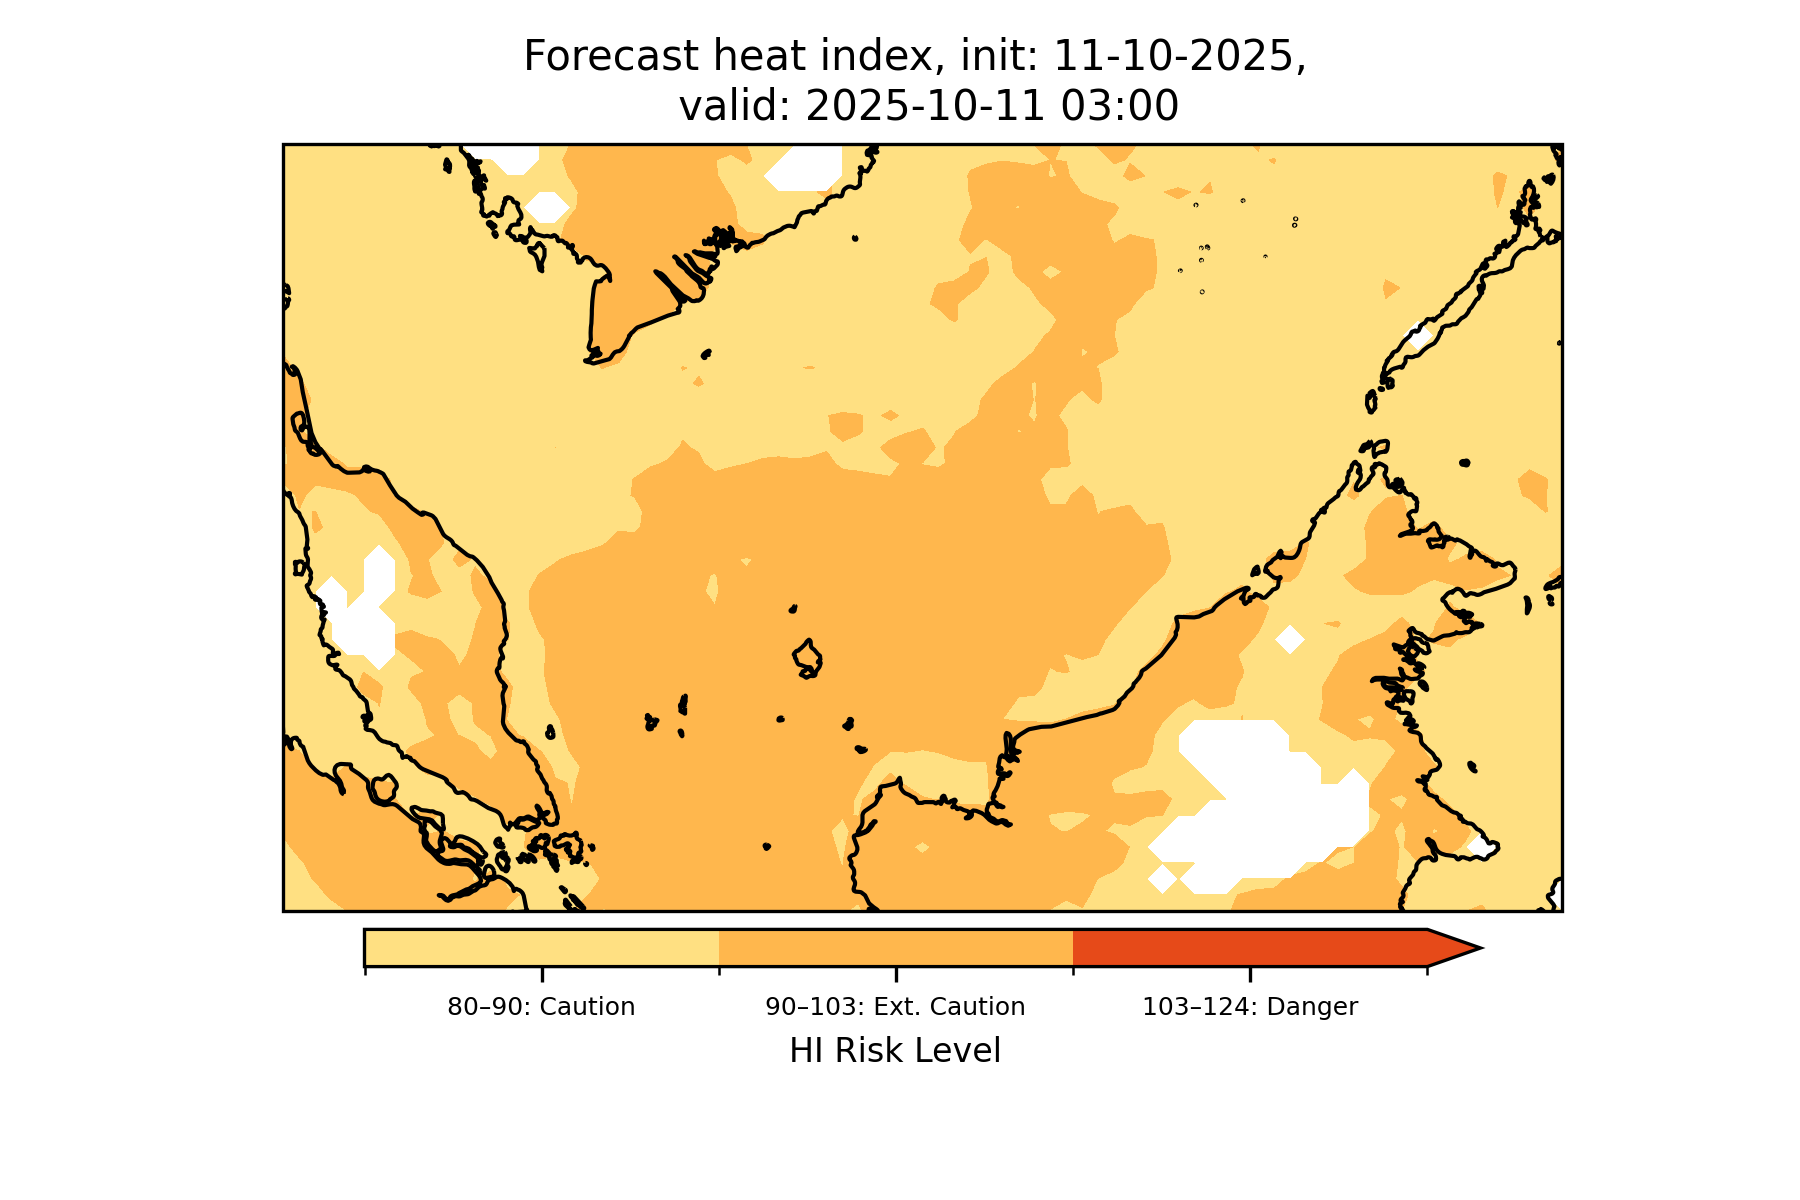 Forecast heat index, init: 11-10-2025,
valid: 2025-10-11 03:00
80–90: Caution
90–103: Ext. Caution
103–124: Danger
HI Risk Level